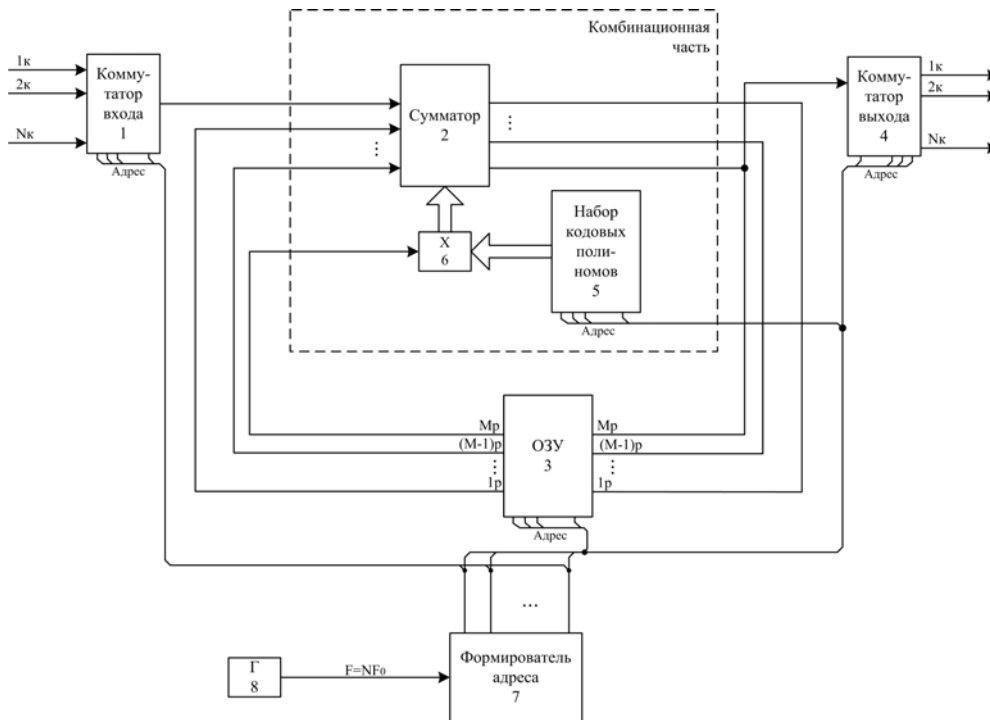 Комбинационная
часть
1к
2к
Nк
Комму-
татор
входа
1
Адрес
Сумматор
2
⋮
⋮
Комму-
татор
выхода
4
Адрес
1к
2к
Nк
X
6
Набор
кодовых
поли-
номов
5
Адрес
Mр
(M-1)р
⋮
1р
ОЗУ
3
Адрес
Mр
(M-1)р
⋮
1р
...
Г
8
F=NF0
Формирователь
адреса
7